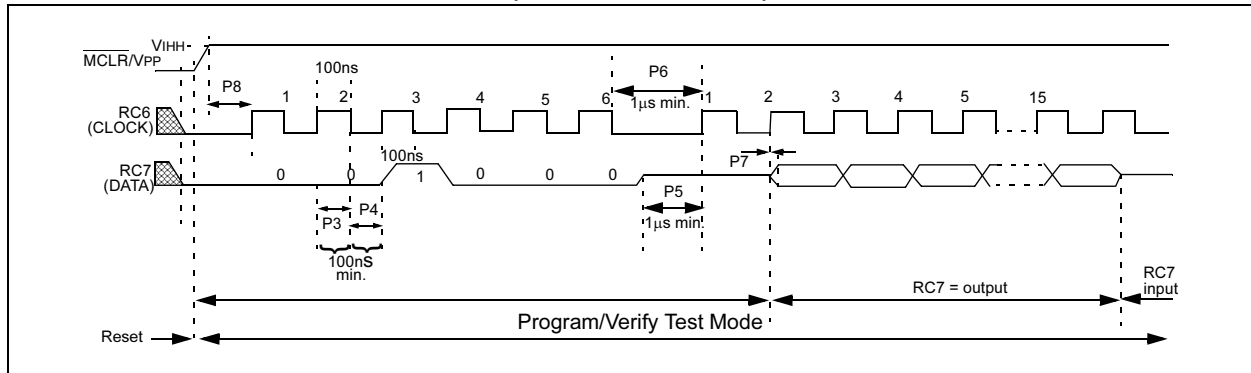 VIHH
MCLR/VPP
100ns
P8
P6
1μs min.
1 2 3 4 5 6 1 2 3 4 5 15
RC6
(CLOCK)
P7
100ns
RC7
(DATA)
0 0 1 0 0 0
P5
1μs min.
P3 P4
100ns
min.
RC7 = output
RC7
input
Program/Verify Test Mode
Reset